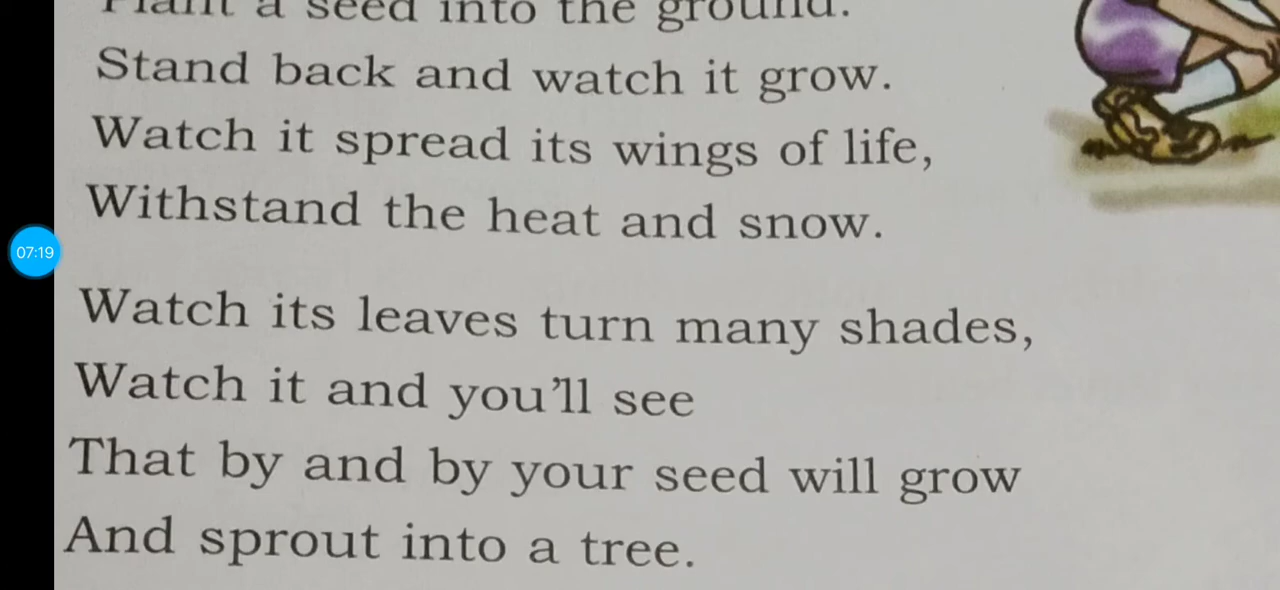 Plant a seed into the ground.
Stand back and watch it grow.
Watch it spread its wings of life,
Withstand the heat and snow.
07:19
Watch its leaves turn many shades,
Watch it and you'll see
That by and by your seed will grow
And sprout into a tree.